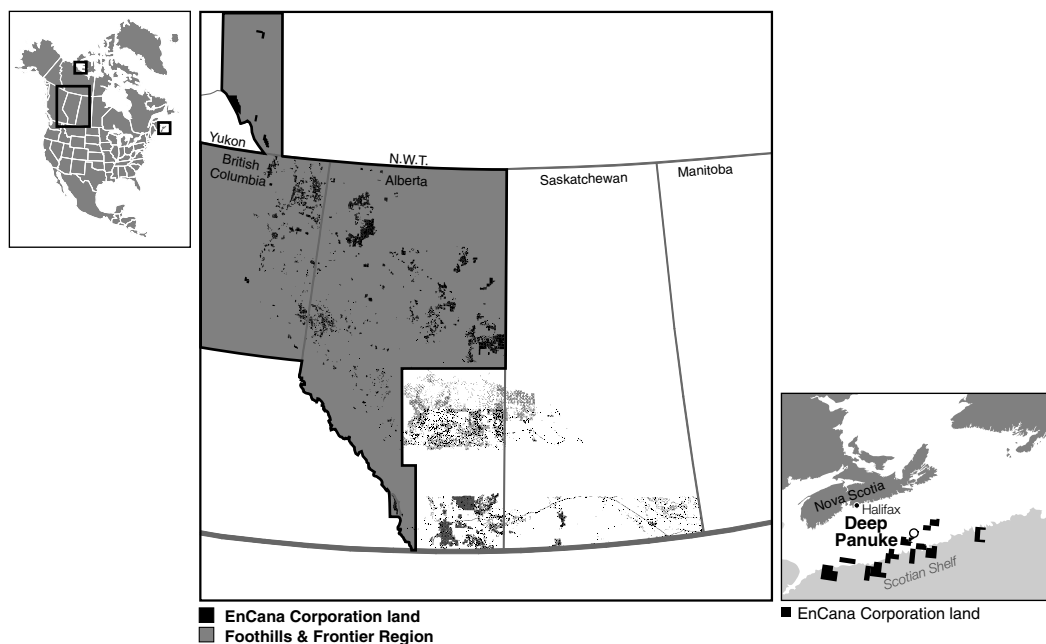 Yukon
N.W.T.
British
Columbia
Alberta
Saskatchewan
Manitoba
EnCana Corporation land
Foothills & Frontier Region
Nova Scotia
Halifax
Deep
Panuke
Scotian Shelf
EnCana Corporation land